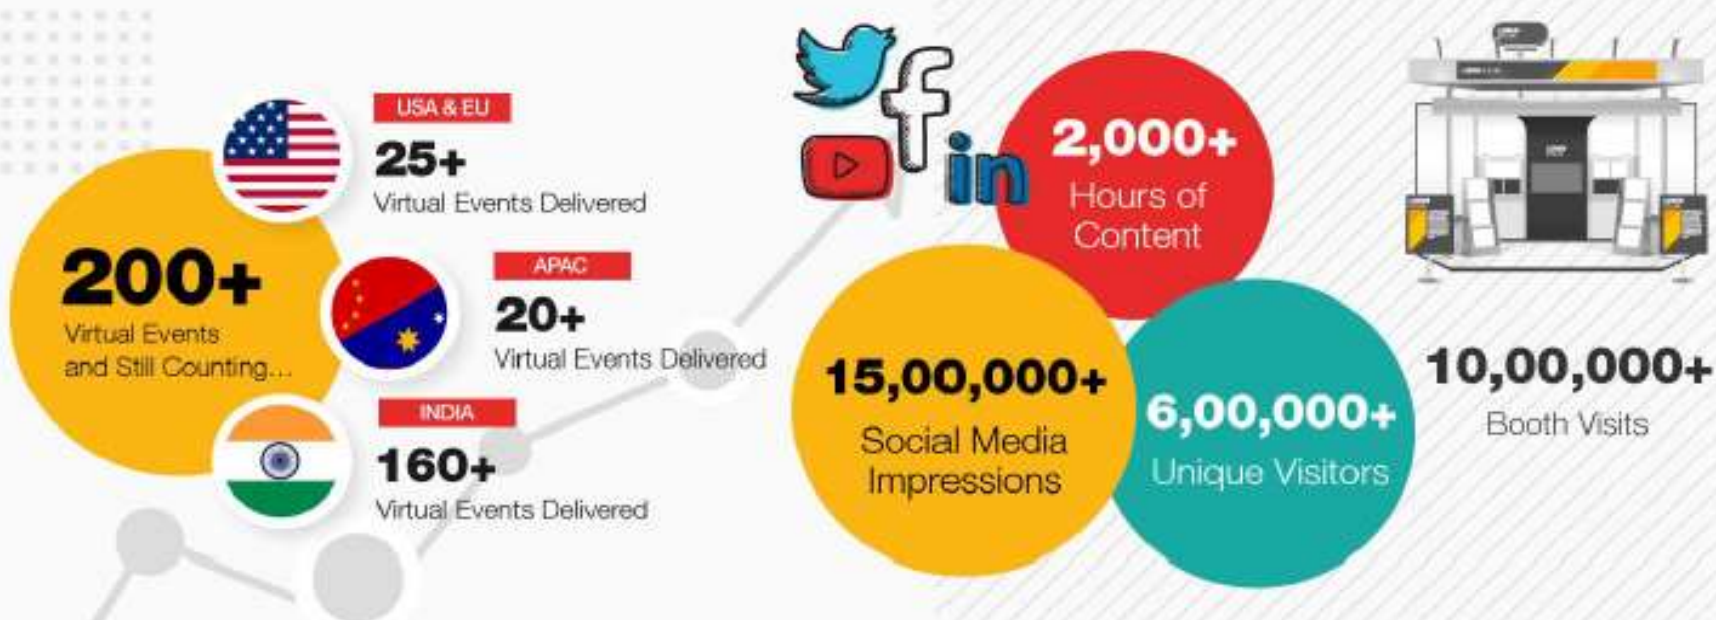 USA & EU
25+
Virtual Events Delivered
200+
Virtual Events
and Still Counting...
APAC
20+
Virtual Events Delivered
INDIA
160+
Virtual Events Delivered
f
in
2,000+
Hours of
Content
15,00,000+
Social Media
Impressions
6,00,000+
Unique Visitors
10,00,000+
Booth Visits